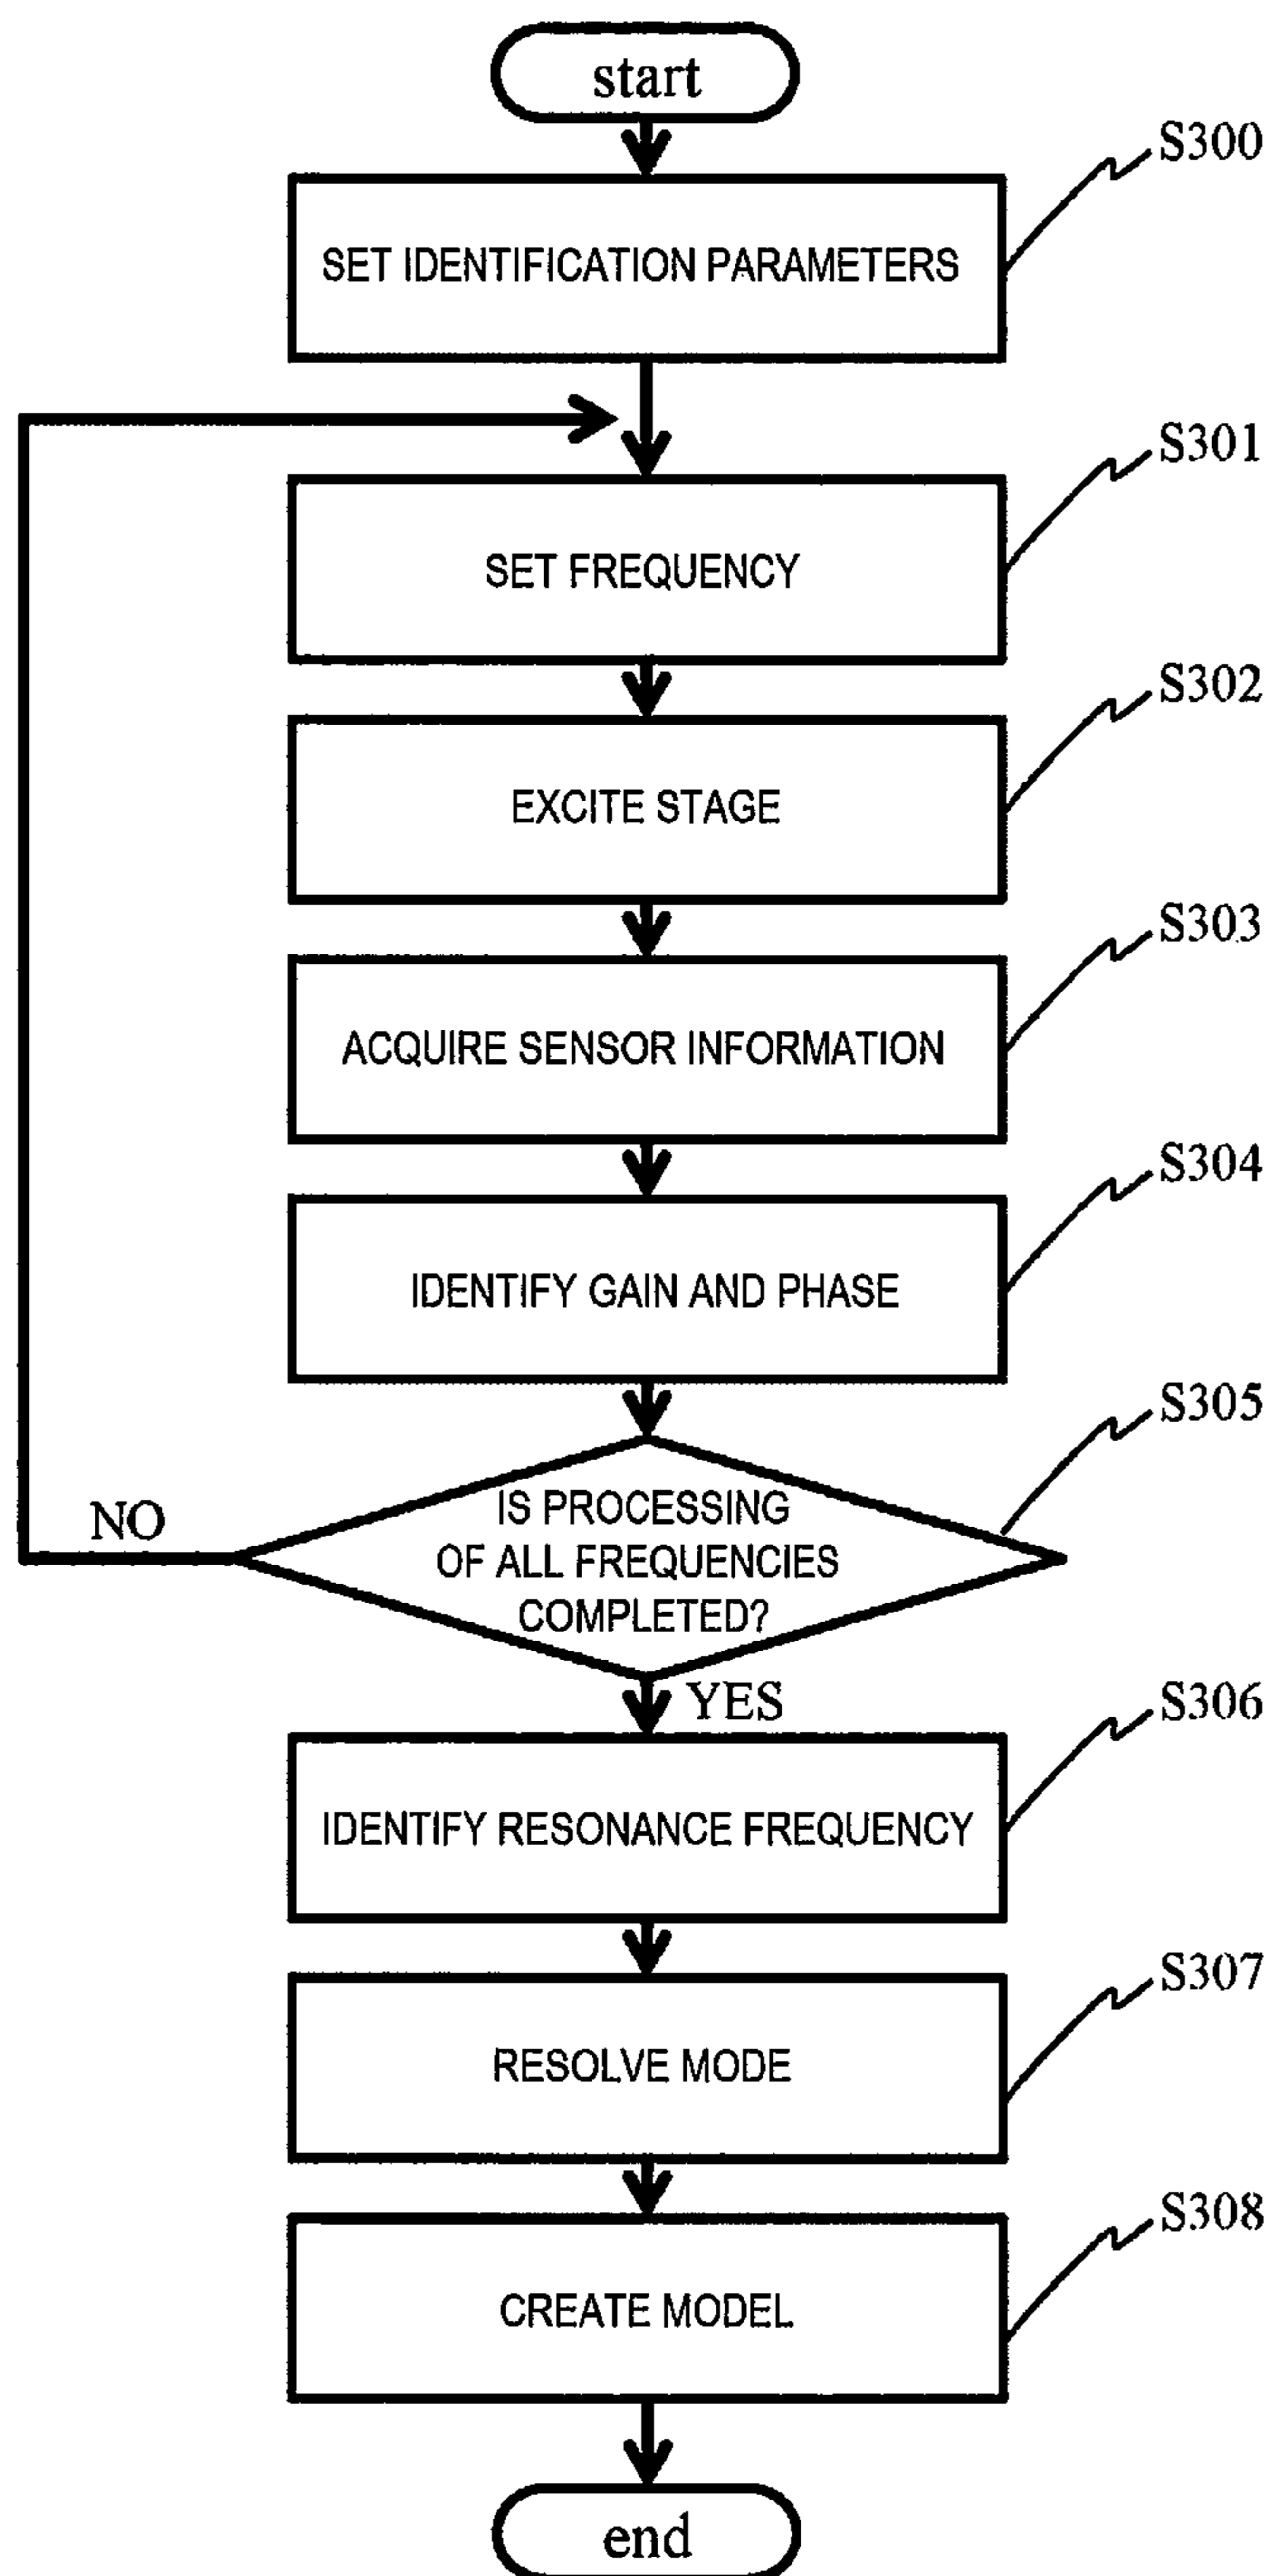 start
S300
SET IDENTIFICATION PARAMETERS
S301
SET FREQUENCY
S302
EXCITE STAGE
S303
ACQUIRE SENSOR INFORMATION
S304
IDENTIFY GAIN AND PHASE
S305
IS PROCESSING
OF ALL FREQUENCIES
COMPLETED?
NO
YES
S306
IDENTIFY RESONANCE FREQUENCY
S307
RESOLVE MODE
S308
CREATE MODEL
end